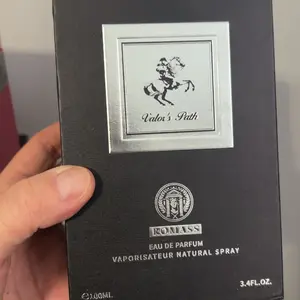 Valor's Path
ROMASS
EAU DE PARFUM
VAPORISATEUR NATURAL SPRAY
℮100ML
3.4FL.OZ.